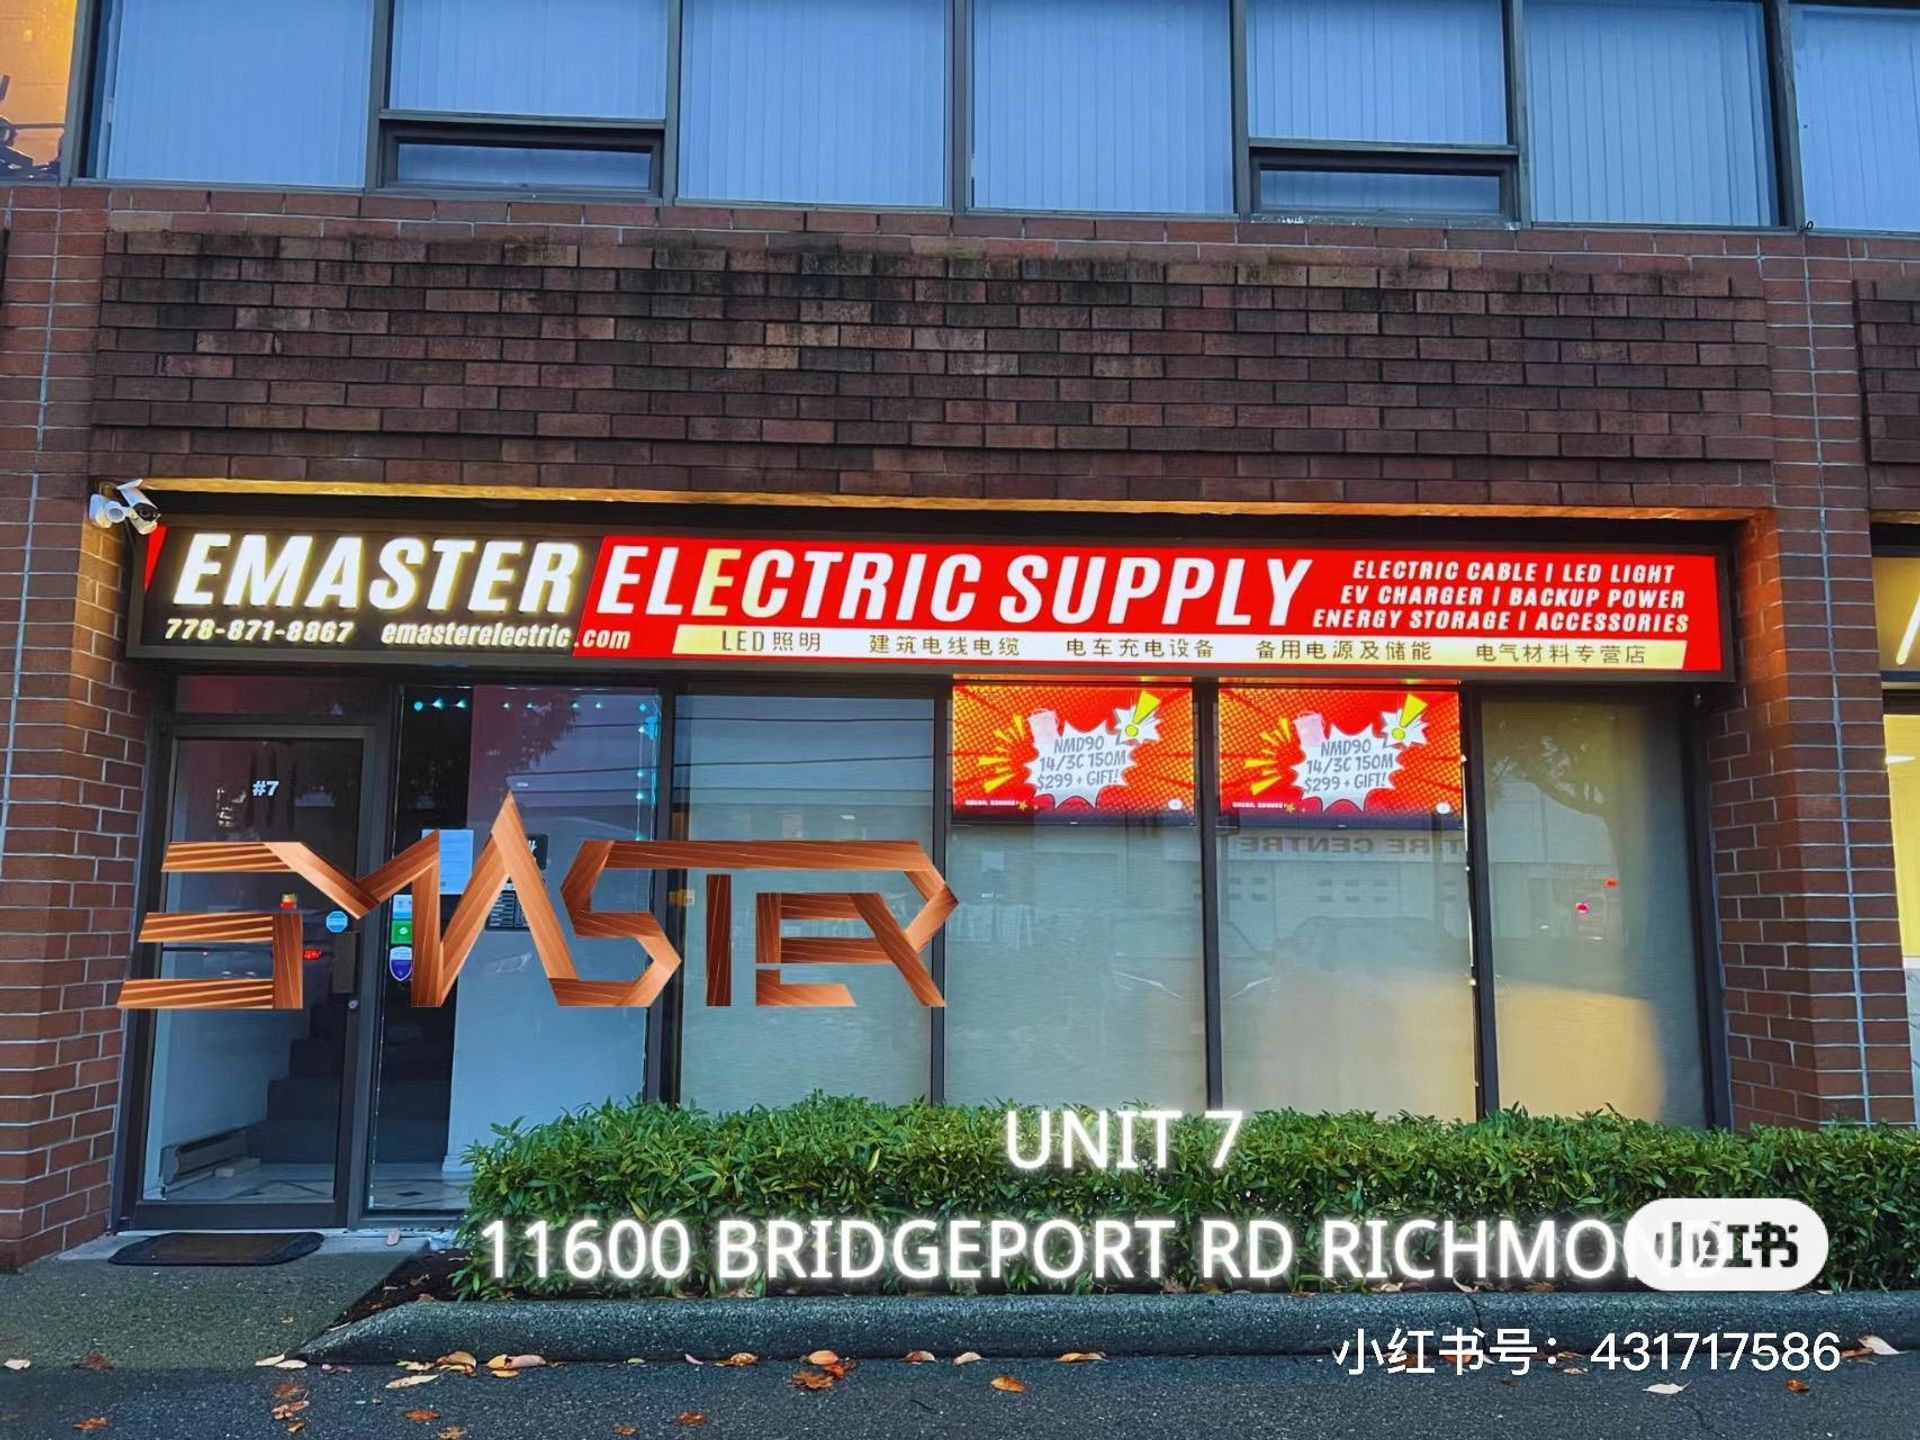 EMASTER ELECTRIC SUPPLY
ELECTRIC CABLE | LED LIGHT
EV CHARGER | BACKUP POWER
ENERGY STORAGE | ACCESSORIES
778-871-8867 emasterelectric.com
LED照明 建筑电线电缆 电车充电设备 备用电源及储能 电气材料专营店
NMD90
14/3C 150M
$299 + GIFT!
NMD90
14/3C 150M
$299 + GIFT!
#7
TIRE CENTRE
EMASTER
UNIT 7
11600 BRIDGEPORT RD RICHMOND
小红书
小红书号：431717586